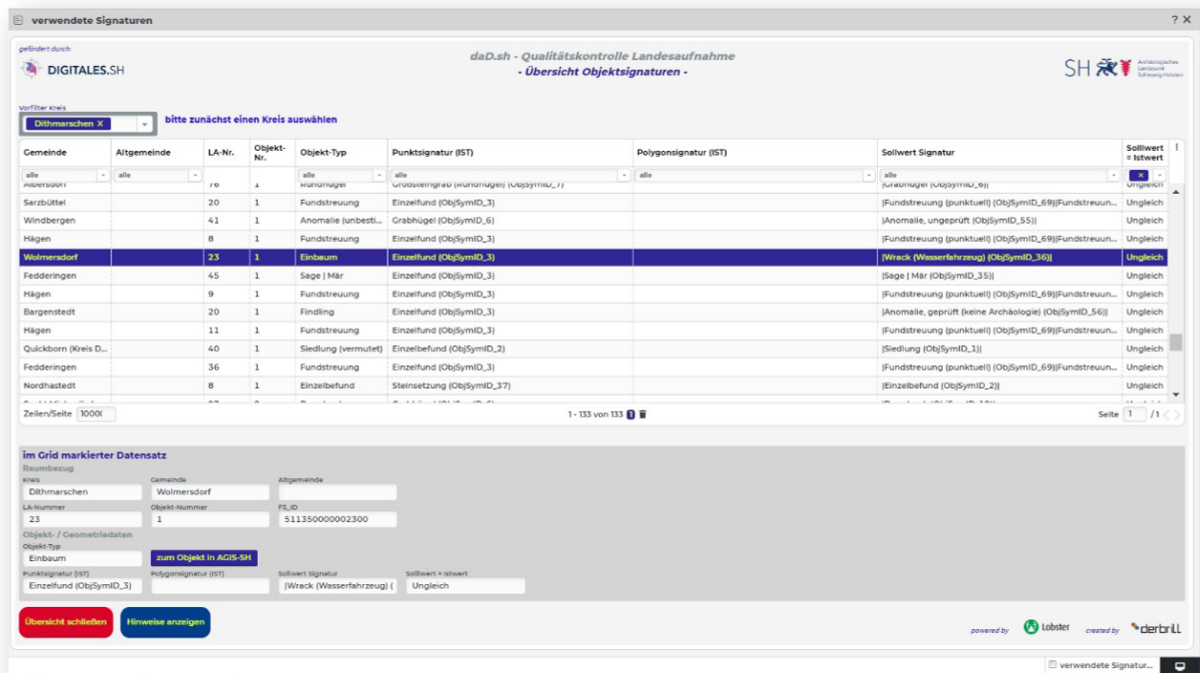 verwendete Signaturen ? X
gefördert durch:
DIGITALES.SH
daD.sh - Qualitätskontrolle Landesaufnahme
- Übersicht Objektsignaturen -
SH Archäologisches Landesamt Schleswig-Holstein
Vorfilter Kreis
Dithmarschen X bitte zunächst einen Kreis auswählen
Gemeinde Altgemeinde LA-Nr. Objekt-Nr. Objekt-Typ Punktsignatur (IST) Polygonsignatur (IST) Sollwert Signatur Sollwert = Istwert
alle alle alle alle alle alle X
Albersdorf 76 1 Rundhügel Großsteingrab (Rundhügel) (ObjSymID_7) |Grabhügel (ObjSymID_6)| Ungleich
Sarzbüttel 20 1 Fundstreuung Einzelfund (ObjSymID_3) |Fundstreuung (punktuell) (ObjSymID_69)|Fundstreuun... Ungleich
Windbergen 41 1 Anomalie (unbesti... Grabhügel (ObjSymID_6) |Anomalie, ungeprüft (ObjSymID_55)| Ungleich
Hägen 8 1 Fundstreuung Einzelfund (ObjSymID_3) |Fundstreuung (punktuell) (ObjSymID_69)|Fundstreuun... Ungleich
Wolmersdorf 23 1 Einbaum Einzelfund (ObjSymID_3) |Wrack (Wasserfahrzeug) (ObjSymID_36)| Ungleich
Fedderingen 45 1 Sage | Mär Einzelfund (ObjSymID_3) |Sage | Mär (ObjSymID_35)| Ungleich
Hägen 9 1 Fundstreuung Einzelfund (ObjSymID_3) |Fundstreuung (punktuell) (ObjSymID_69)|Fundstreuun... Ungleich
Bargenstedt 20 1 Findling Einzelfund (ObjSymID_3) |Anomalie, geprüft (keine Archäologie) (ObjSymID_56)| Ungleich
Hägen 11 1 Fundstreuung Einzelfund (ObjSymID_3) |Fundstreuung (punktuell) (ObjSymID_69)|Fundstreuun... Ungleich
Quickborn (Kreis D... 40 1 Siedlung (vermutet) Einzelbefund (ObjSymID_2) |Siedlung (ObjSymID_1)| Ungleich
Fedderingen 36 1 Fundstreuung Einzelfund (ObjSymID_3) |Fundstreuung (punktuell) (ObjSymID_69)|Fundstreuun... Ungleich
Nordhastedt 8 1 Einzelbefund Steinsetzung (ObjSymID_37) |Einzelbefund (ObjSymID_2)| Ungleich
Zeilen/Seite 1000 1 - 133 von 133 1 Seite 1 / 1 < >
im Grid markierter Datensatz
Raumbezug
Kreis Gemeinde Altgemeinde
Dithmarschen Wolmersdorf
LA-Nummer Objekt-Nummer FS_ID
23 1 511350000002300
Objekt- / Geometriedaten
Objekt-Typ
Einbaum zum Objekt in AGIS-SH
Punktsignatur (IST) Polygonsignatur (IST) Sollwert Signatur Sollwert = Istwert
Einzelfund (ObjSymID_3) |Wrack (Wasserfahrzeug) ( Ungleich
Übersicht schließen Hinweise anzeigen
powered by Lobster created by derbrill
verwendete Signatur...